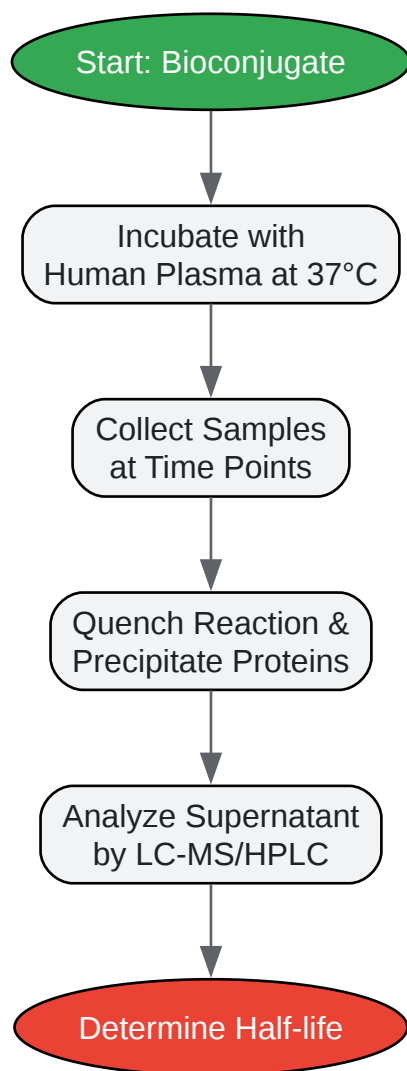 Start: Bioconjugate
Incubate with
Human Plasma at 37°C
Collect Samples
at Time Points
Quench Reaction &
Precipitate Proteins
Analyze Supernatant
by LC-MS/HPLC
Determine Half-life